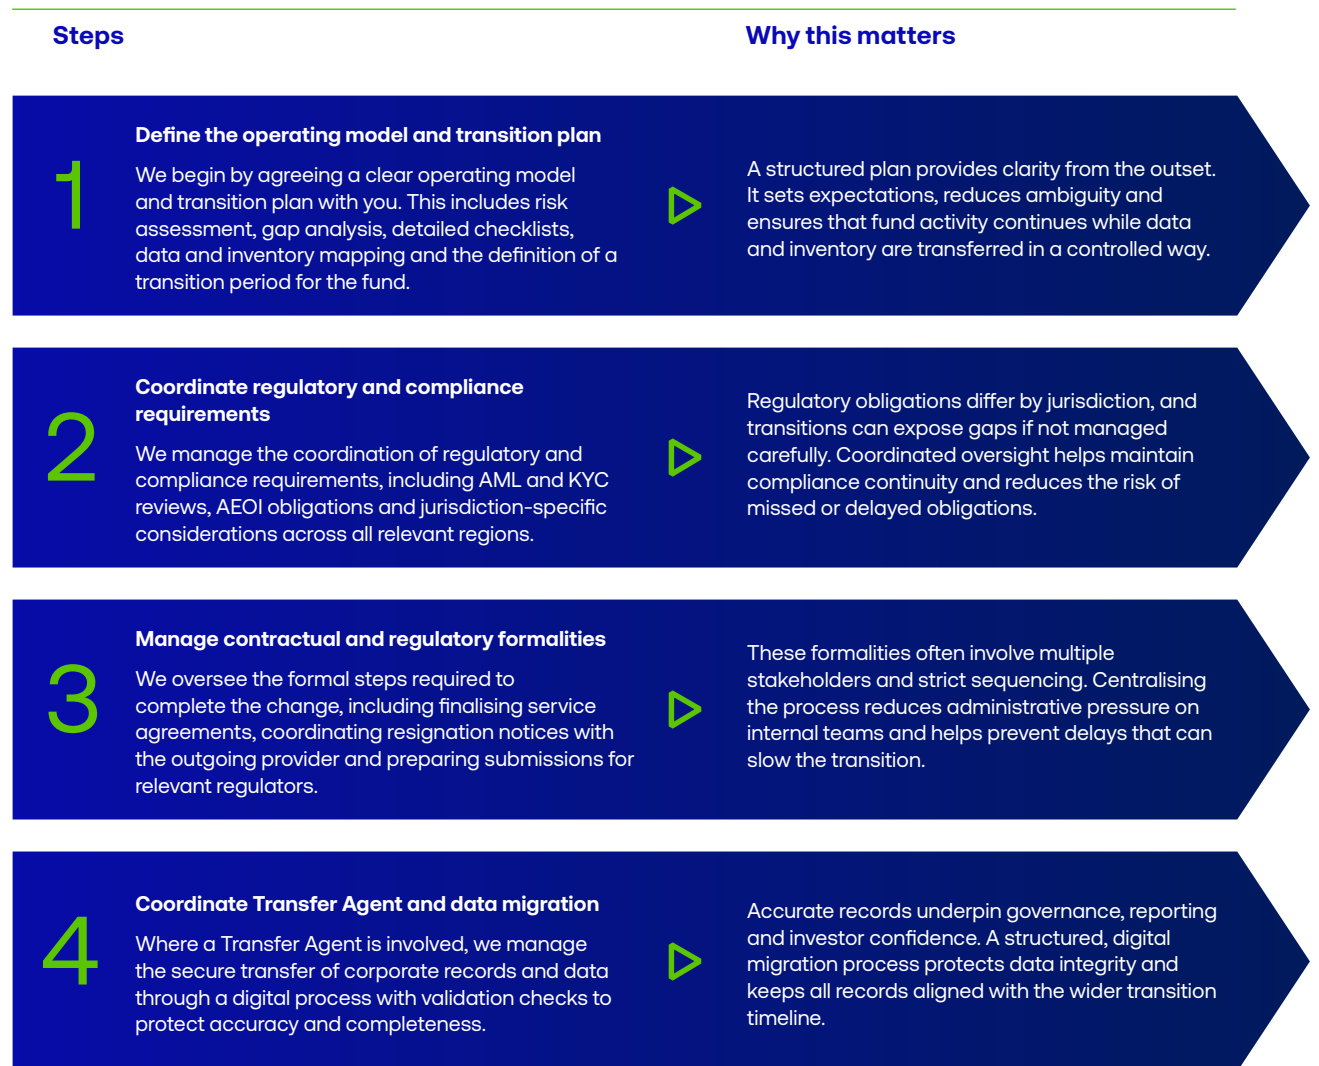 Steps
Why this matters
1
Define the operating model and transition plan
We begin by agreeing a clear operating model
and transition plan with you. This includes risk
assessment, gap analysis, detailed checklists,
data and inventory mapping and the definition of a
transition period for the fund.
A structured plan provides clarity from the outset.
It sets expectations, reduces ambiguity and
ensures that fund activity continues while data
and inventory are transferred in a controlled way.
2
Coordinate regulatory and compliance
requirements
We manage the coordination of regulatory and
compliance requirements, including AML and KYC
reviews, AEOI obligations and jurisdiction-specific
considerations across all relevant regions.
Regulatory obligations differ by jurisdiction, and
transitions can expose gaps if not managed
carefully. Coordinated oversight helps maintain
compliance continuity and reduces the risk of
missed or delayed obligations.
3
Manage contractual and regulatory formalities
We oversee the formal steps required to
complete the change, including finalising service
agreements, coordinating resignation notices with
the outgoing provider and preparing submissions for
relevant regulators.
These formalities often involve multiple
stakeholders and strict sequencing. Centralising
the process reduces administrative pressure on
internal teams and helps prevent delays that can
slow the transition.
4
Coordinate Transfer Agent and data migration
Where a Transfer Agent is involved, we manage
the secure transfer of corporate records and data
through a digital process with validation checks to
protect accuracy and completeness.
Accurate records underpin governance, reporting
and investor confidence. A structured, digital
migration process protects data integrity and
keeps all records aligned with the wider transition
timeline.